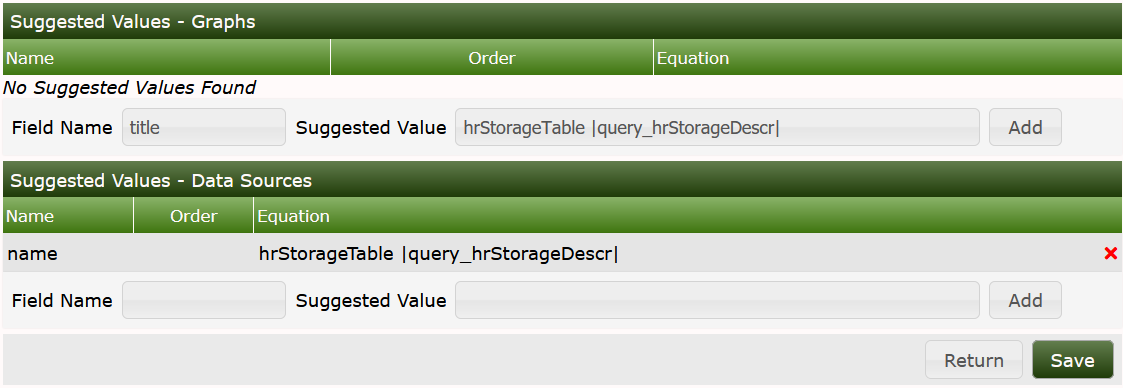 Suggested Values - Graphs
Name Order Equation
No Suggested Values Found
Field Name title Suggested Value hrStorageTable |query_hrStorageDescr| Add
Suggested Values - Data Sources
Name Order Equation
name hrStorageTable |query_hrStorageDescr|
Field Name Suggested Value Add
Return Save